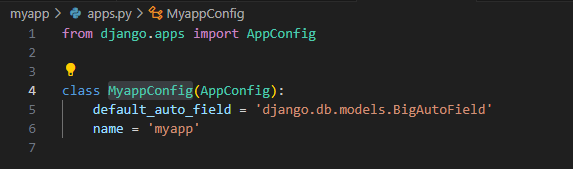 myapp > apps.py > MyappConfig
1 from django.apps import AppConfig
2
3
4 class MyappConfig(AppConfig):
5     default_auto_field = 'django.db.models.BigAutoField'
6     name = 'myapp'
7